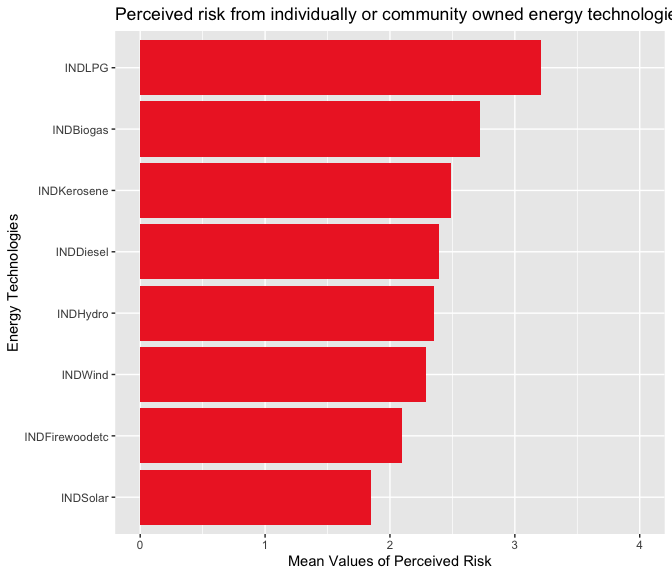 Perceived risk from individually or community owned energy technologie
INDLPG
INDBiogas
INDKerosene
INDDiesel
INDHydro
INDWind
INDFirewoodetc
INDSolar
Energy Technologies
0 1 2 3 4
Mean Values of Perceived Risk